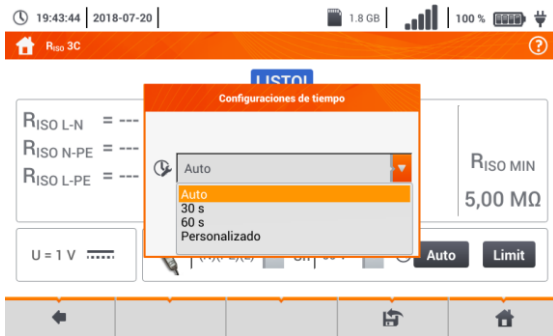 19:43:44 2018-07-20 1.8 GB 100 %
RISO 3C
LISTO!
Configuraciones de tiempo
RISO L-N = ---
RISO N-PE = ---
RISO L-PE = ---
Auto
Auto
30 s
60 s
Personalizado
RISO MIN
5,00 MΩ
U = 1 V
Auto
Limit